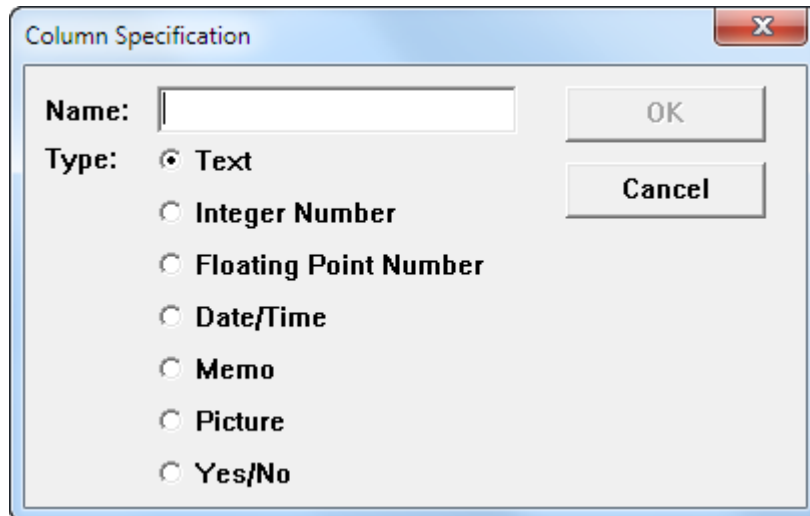 Column Specification
Name:
OK
Type:
Text
Cancel
Integer Number
Floating Point Number
Date/Time
Memo
Picture
Yes/No